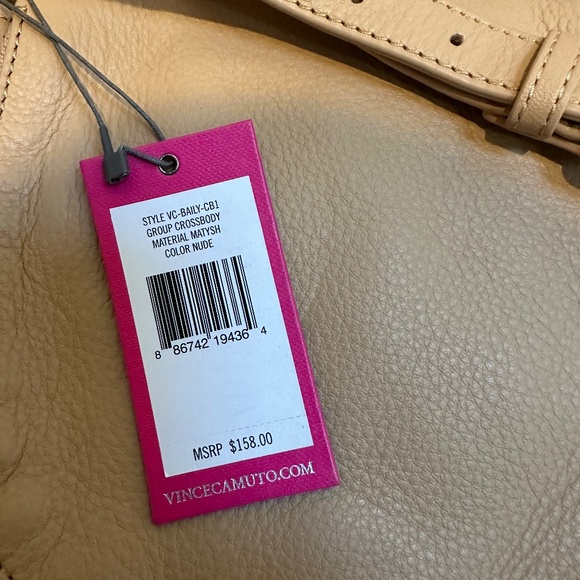 STYLE VC-BAILY-CB1
GROUP CROSSBODY
MATERIAL MATYSH
COLOR NUDE
8 86742 19436 4
MSRP $158.00
VINCECAMUTO.COM